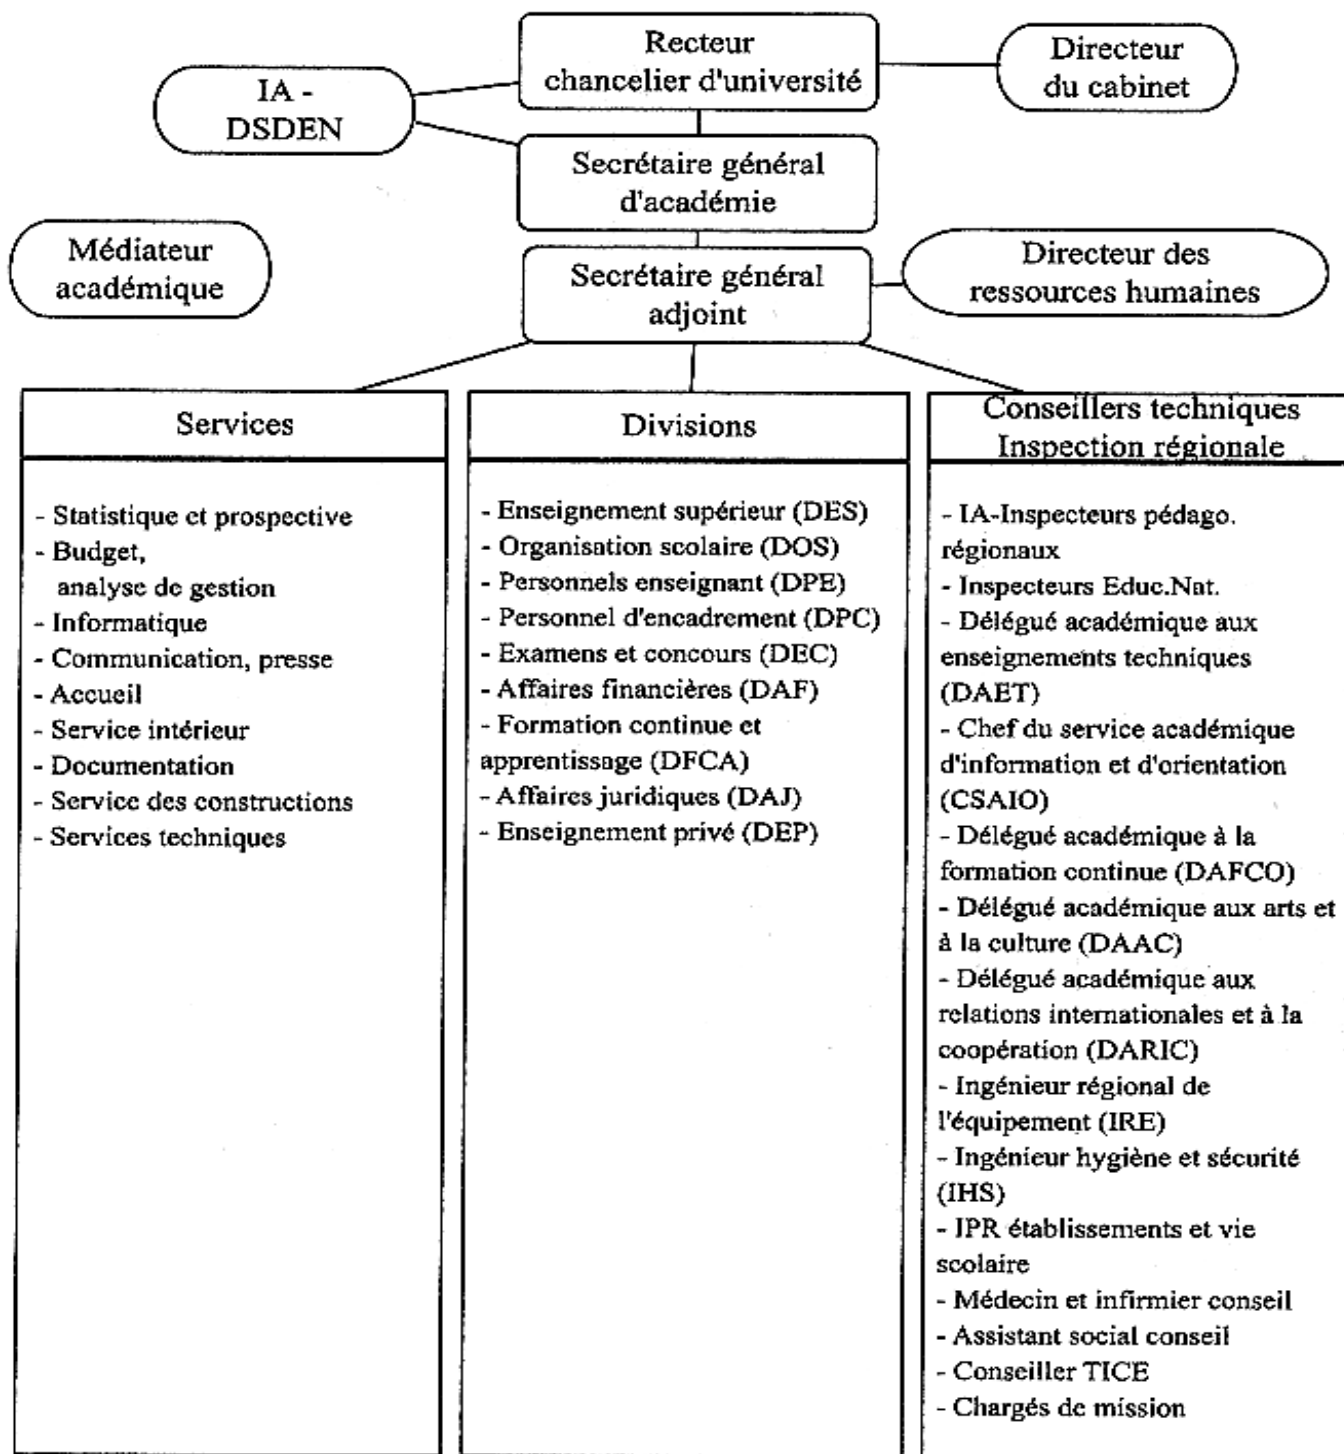 Recteur
chancelier d'université
Directeur
du cabinet
IA -
DSDEN
Secrétaire général
d'académie
Médiateur
académique
Secrétaire général
adjoint
Directeur des
ressources humaines
Services
- Statistique et prospective
- Budget,
analyse de gestion
- Informatique
- Communication, presse
- Accueil
- Service intérieur
- Documentation
- Service des constructions
- Services techniques
Divisions
- Enseignement supérieur (DES)
- Organisation scolaire (DOS)
- Personnels enseignant (DPE)
- Personnel d'encadrement (DPC)
- Examens et concours (DEC)
- Affaires financières (DAF)
- Formation continue et
apprentissage (DFCA)
- Affaires juridiques (DAJ)
- Enseignement privé (DEP)
Conseillers techniques
Inspection régionale
- IA-Inspecteurs pédago.
régionaux
- Inspecteurs Educ.Nat.
- Délégué académique aux
enseignements techniques
(DAET)
- Chef du service académique
d'information et d'orientation
(CSAIO)
- Délégué académique à la
formation continue (DAFCO)
- Délégué académique aux arts et
à la culture (DAAC)
- Délégué académique aux
relations internationales et à la
coopération (DARIC)
- Ingénieur régional de
l'équipement (IRE)
- Ingénieur hygiène et sécurité
(IHS)
- IPR établissements et vie
scolaire
- Médecin et infirmier conseil
- Assistant social conseil
- Conseiller TICE
- Chargés de mission